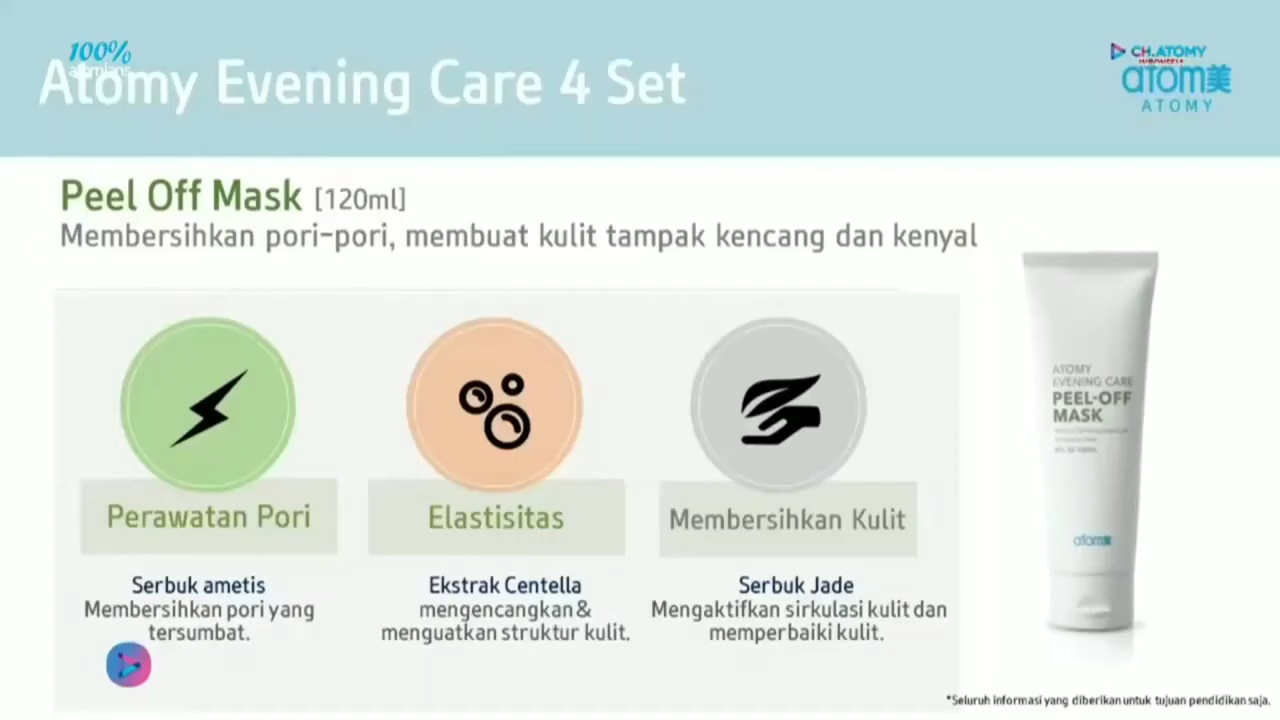 100%
CH.ATOMY
INDONESIA
Atomy Evening Care 4 Set
atom美
ATOMY
Peel Off Mask [120ml]
Membersihkan pori-pori, membuat kulit tampak kencang dan kenyal
ATOMY
EVENING CARE
PEEL-OFF
MASK
atom美
Perawatan Pori
Elastisitas
Membersihkan Kulit
Serbuk ametis
Membersihkan pori yang
tersumbat.
Ekstrak Centella
mengencangkan &
menguatkan struktur kulit.
Serbuk Jade
Mengaktifkan sirkulasi kulit dan
memperbaiki kulit.
*Seluruh informasi yang diberikan untuk tujuan pendidikan saja.